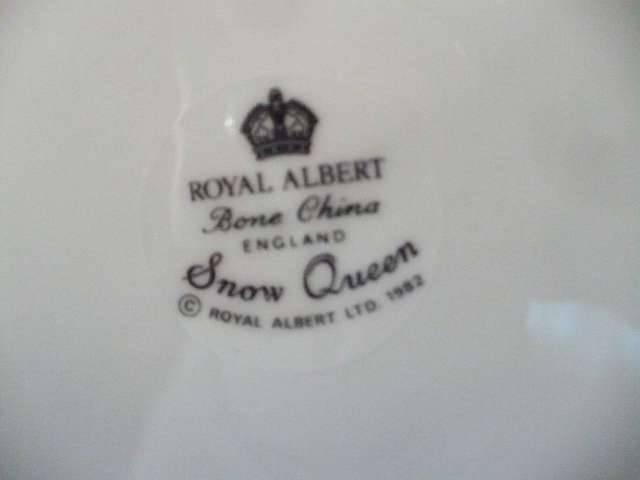 ROYAL ALBERT
Bone China
ENGLAND
Snow Queen
© ROYAL ALBERT LTD. 1982